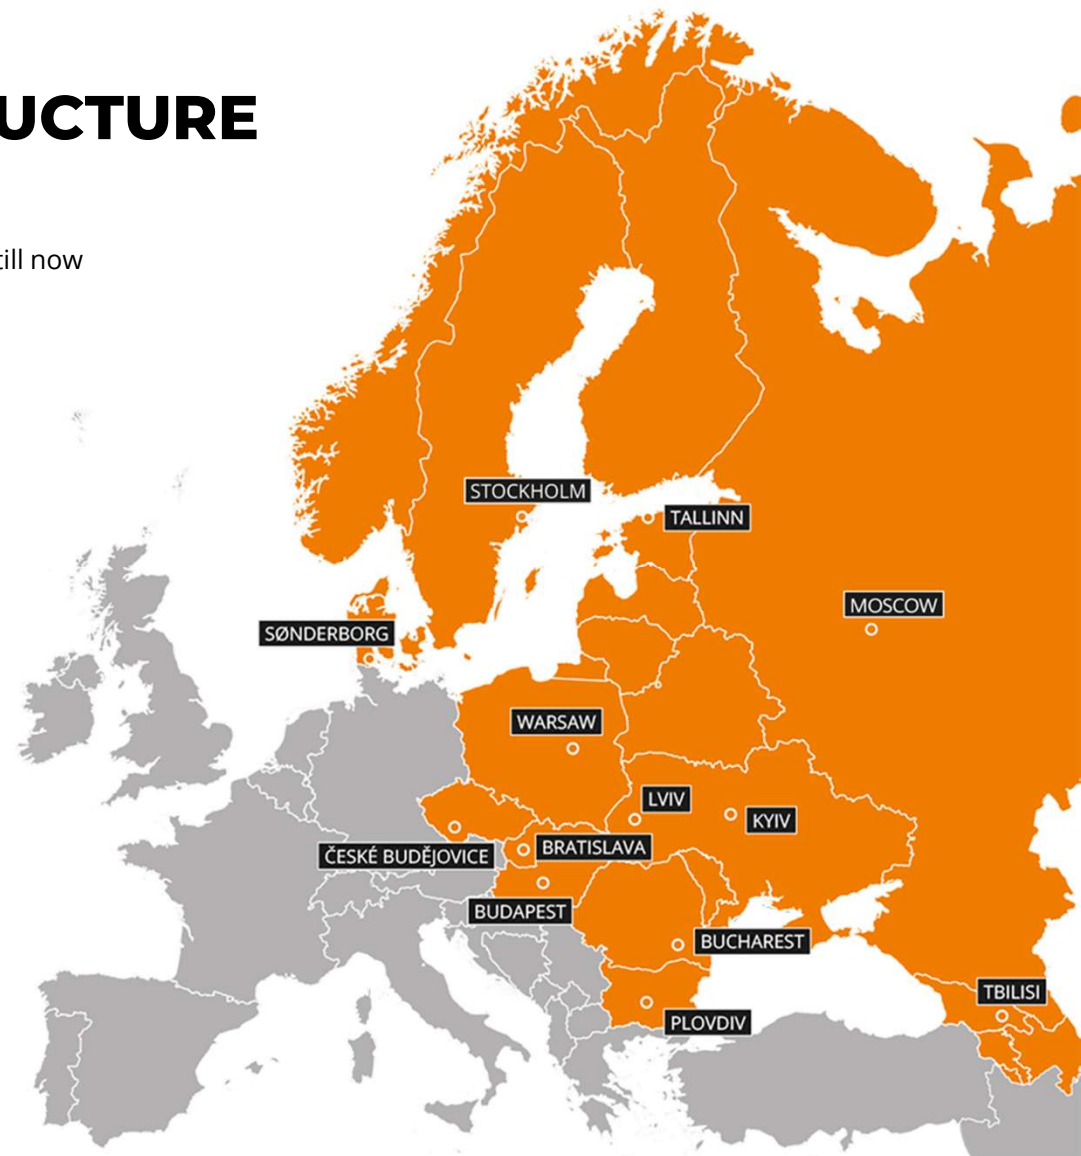 UCTURE
till now
STOCKHOLM
TALLINN
MOSCOW
SØNDERBORG
WARSAW
LVIV
KYIV
BRATISLAVA
ČESKÉ BUDĚJOVICE
BUDAPEST
BUCHAREST
TBILISI
PLOVDIV